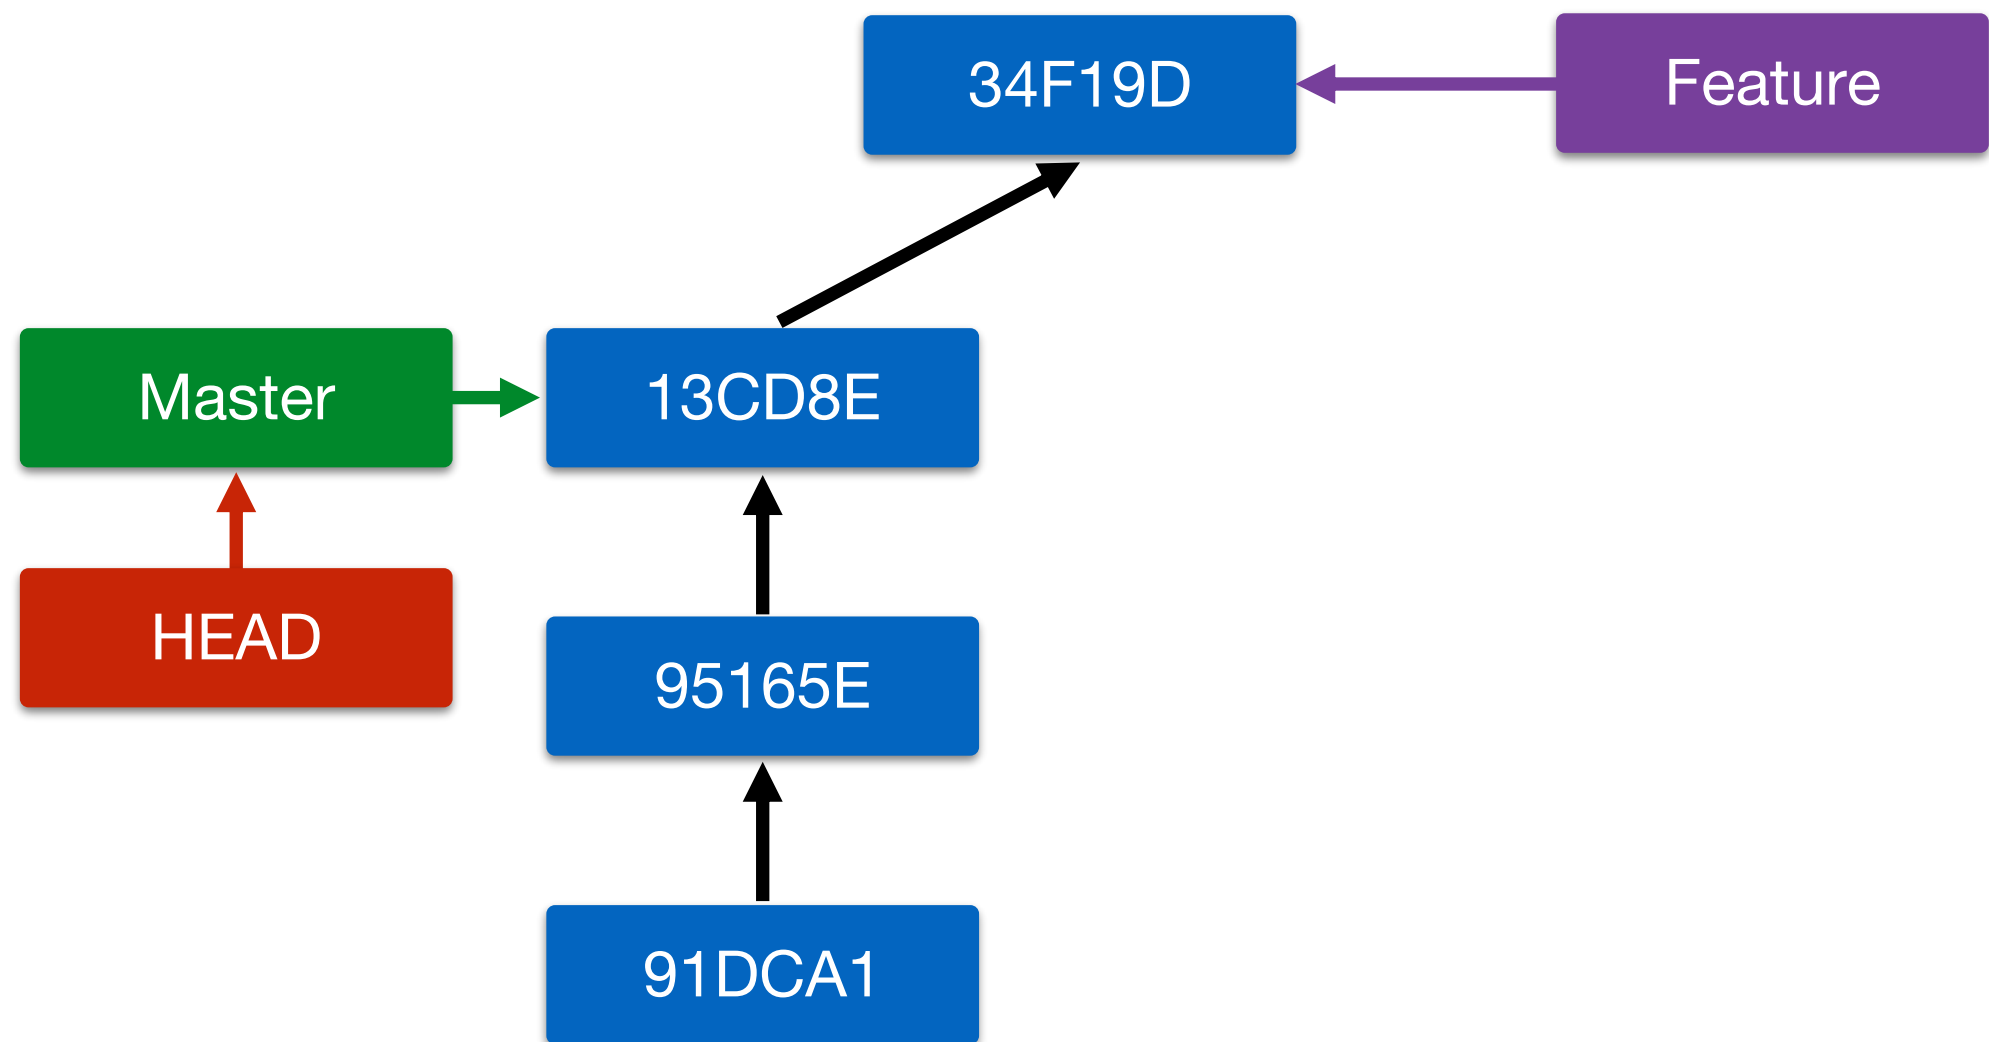 34F19D
Feature
Master
13CD8E
HEAD
95165E
91DCA1